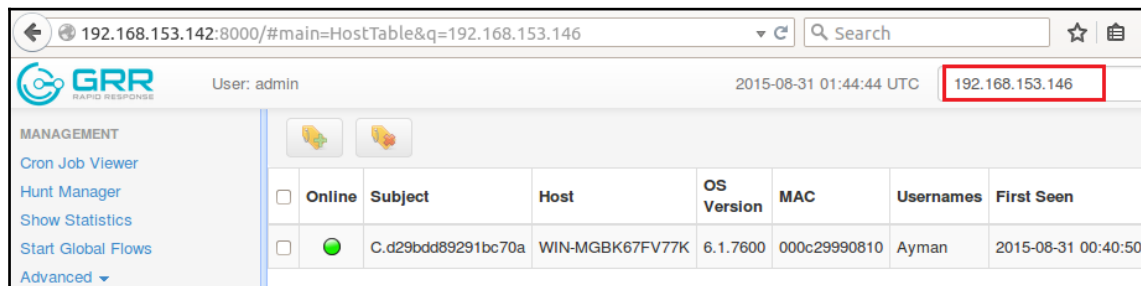 192.168.153.142:8000/#main=HostTable&q=192.168.153.146 Search
GRR
RAPID RESPONSE
User: admin 2015-08-31 01:44:44 UTC 192.168.153.146
MANAGEMENT
Cron Job Viewer
Hunt Manager
Show Statistics
Start Global Flows
Advanced
Online Subject Host OS Version MAC Usernames First Seen
C.d29bdd89291bc70a WIN-MGBK67FV77K 6.1.7600 000c29990810 Ayman 2015-08-31 00:40:50